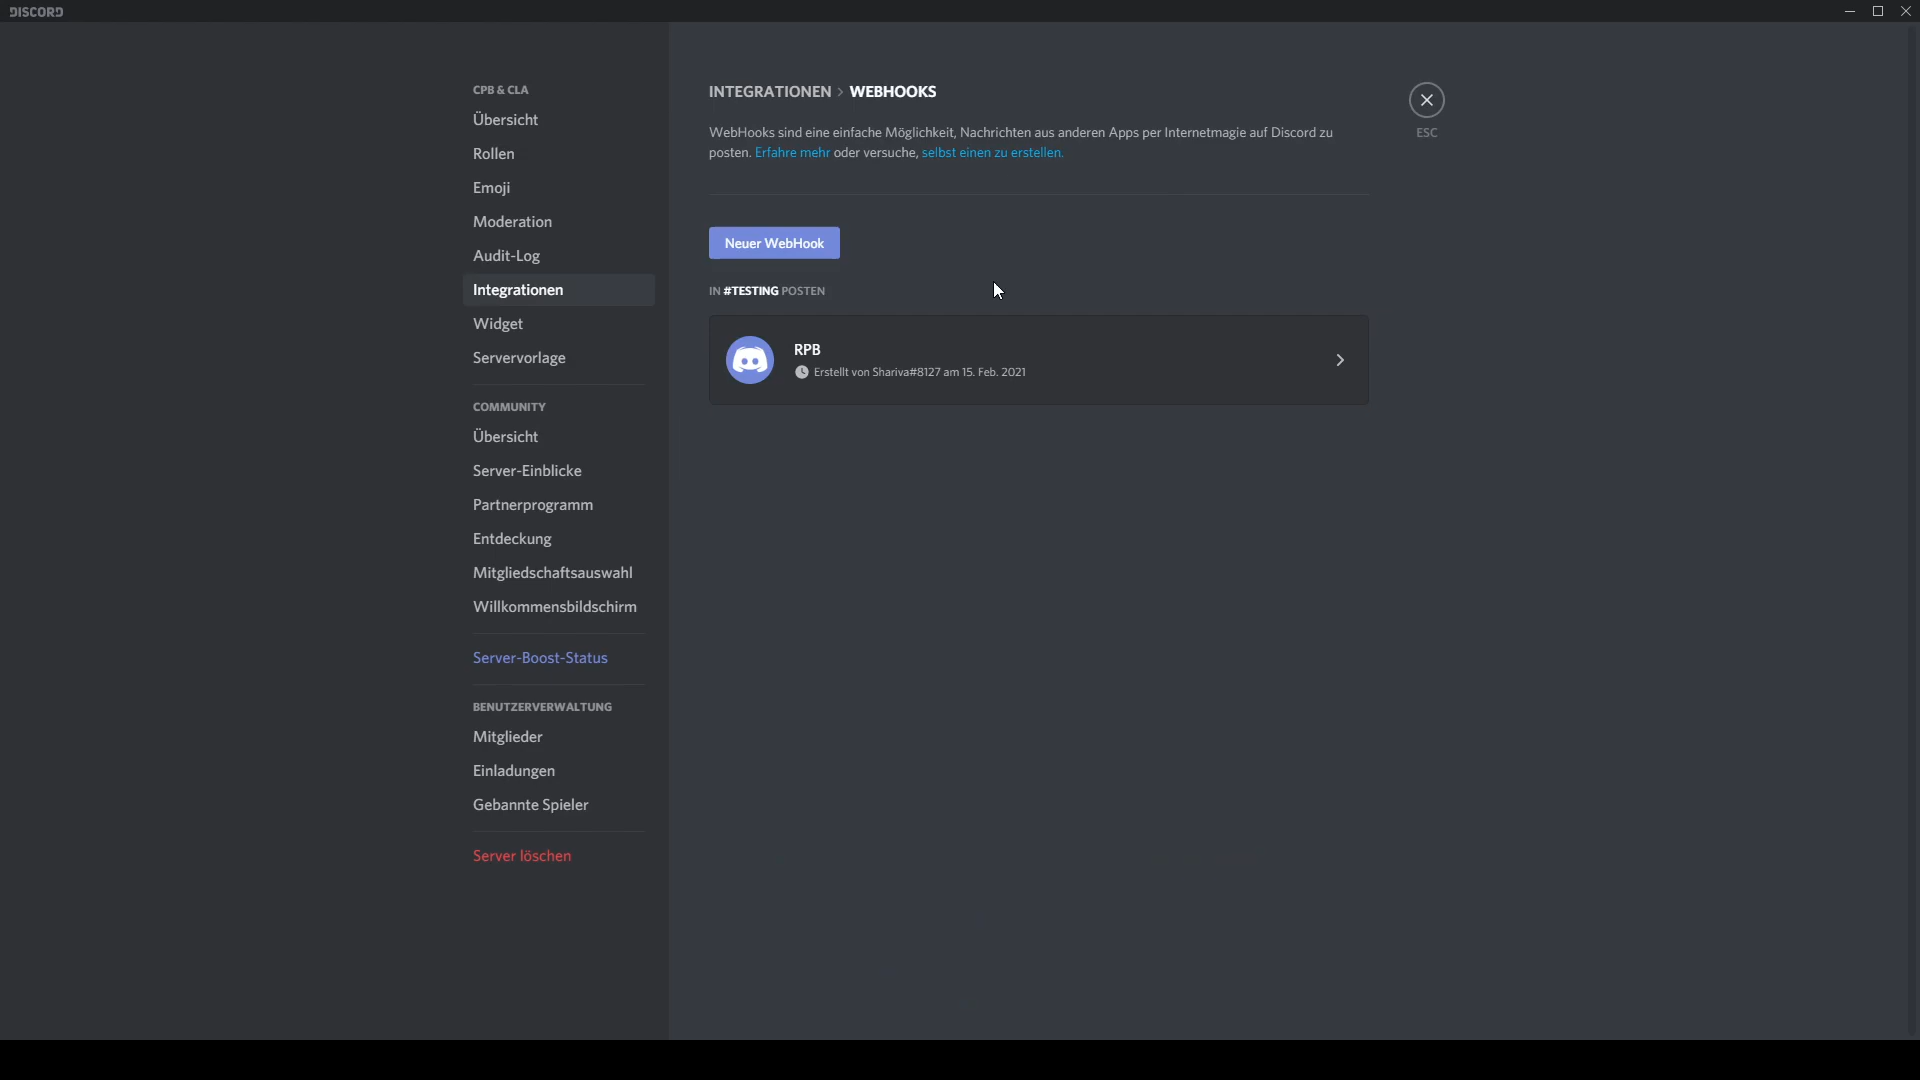 DISCORD
CPB & CLA
Übersicht
Rollen
Emoji
Moderation
Audit-Log
Integrationen
Widget
Servervorlage
COMMUNITY
Übersicht
Server-Einblicke
Partnerprogramm
Entdeckung
Mitgliedschaftsauswahl
Willkommensbildschirm
Server-Boost-Status
BENUTZERVERWALTUNG
Mitglieder
Einladungen
Gebannte Spieler
Server löschen
INTEGRATIONEN > WEBHOOKS
WebHooks sind eine einfache Möglichkeit, Nachrichten aus anderen Apps per Internetmagie auf Discord zu
posten. Erfahre mehr oder versuche, selbst einen zu erstellen.
Neuer WebHook
IN #TESTING POSTEN
RPB
Erstellt von Shariva#8127 am 15. Feb. 2021
ESC